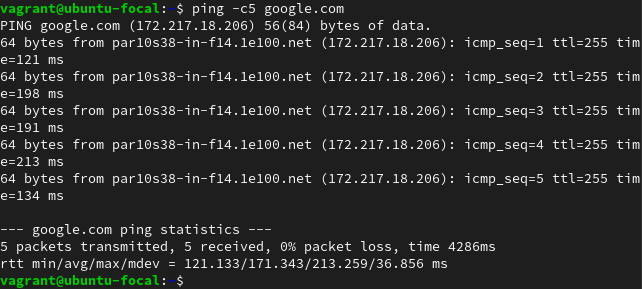 vagrant@ubuntu-focal:~$ ping -c5 google.com
PING google.com (172.217.18.206) 56(84) bytes of data.
64 bytes from par10s38-in-f14.1e100.net (172.217.18.206): icmp_seq=1 ttl=255 tim
e=121 ms
64 bytes from par10s38-in-f14.1e100.net (172.217.18.206): icmp_seq=2 ttl=255 tim
e=198 ms
64 bytes from par10s38-in-f14.1e100.net (172.217.18.206): icmp_seq=3 ttl=255 tim
e=191 ms
64 bytes from par10s38-in-f14.1e100.net (172.217.18.206): icmp_seq=4 ttl=255 tim
e=213 ms
64 bytes from par10s38-in-f14.1e100.net (172.217.18.206): icmp_seq=5 ttl=255 tim
e=134 ms
--- google.com ping statistics ---
5 packets transmitted, 5 received, 0% packet loss, time 4286ms
rtt min/avg/max/mdev = 121.133/171.343/213.259/36.856 ms
vagrant@ubuntu-focal:~$